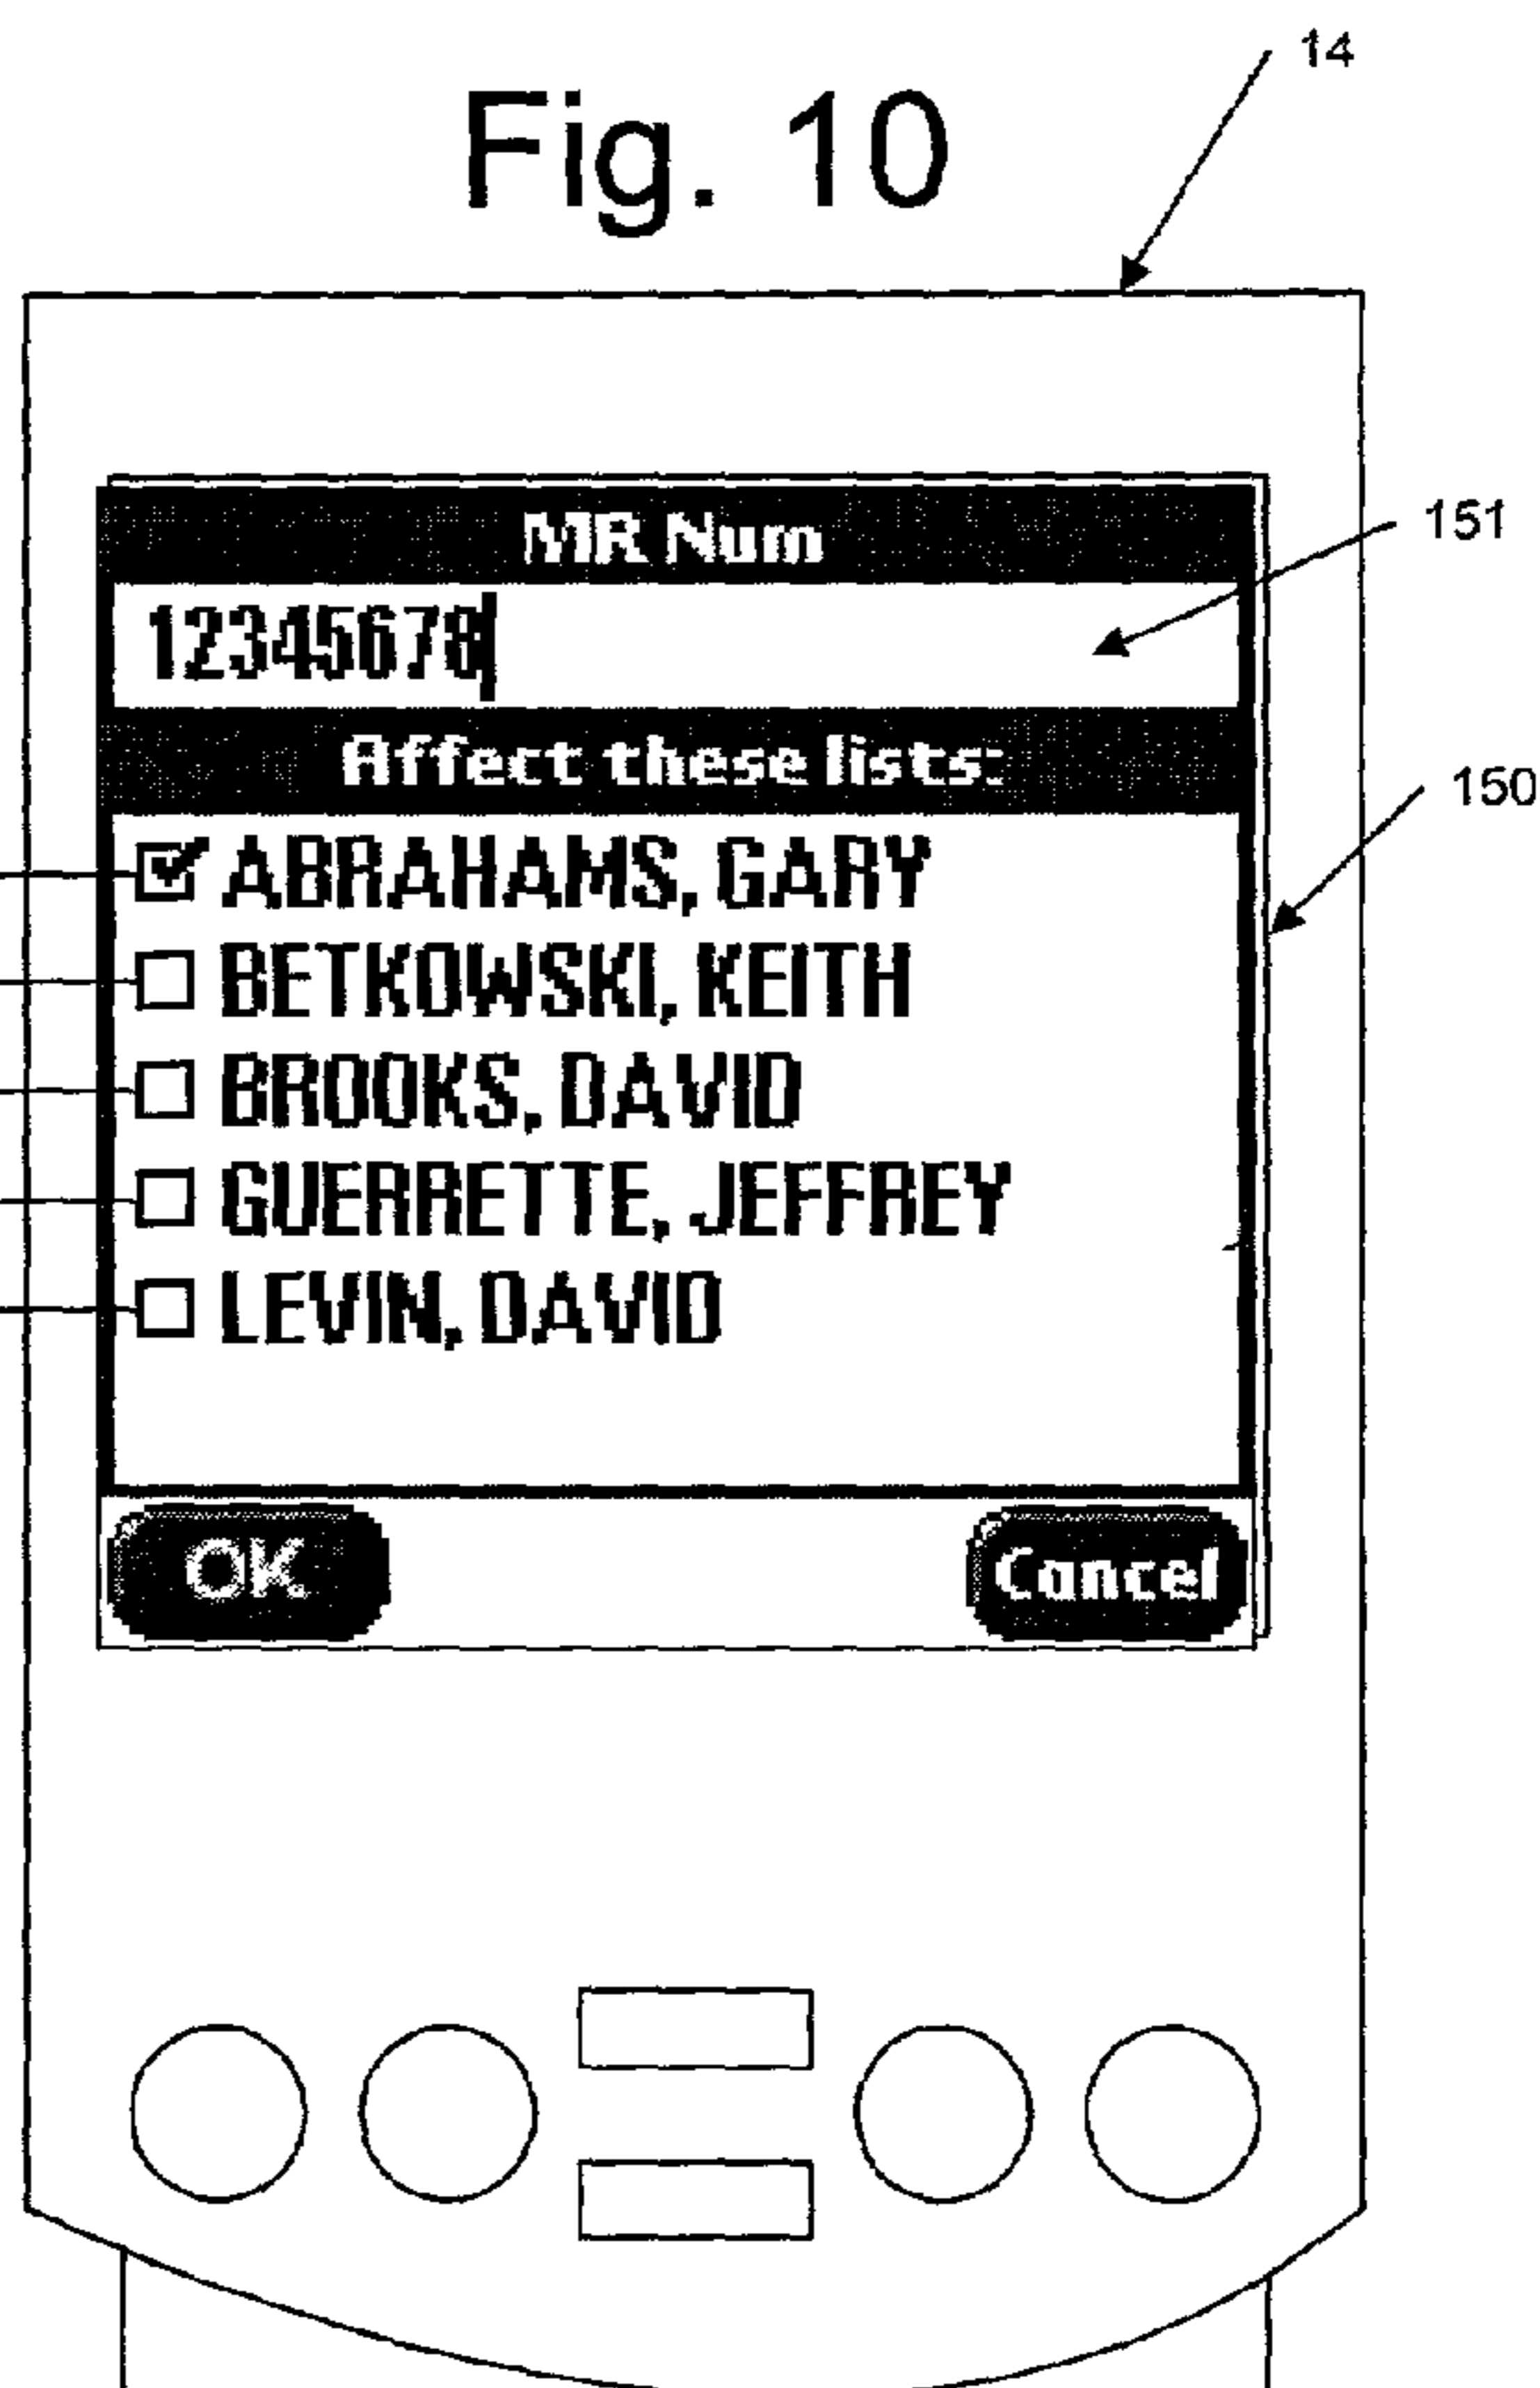 14
Fig. 10
MR Num
151
12345678
Affect these lists:
150
ABRAHAMS, GARY
BETKOWSKI, KEITH
BROOKS, DAVID
GUERRETTE, JEFFREY
LEVIN, DAVID
OK
Cancel